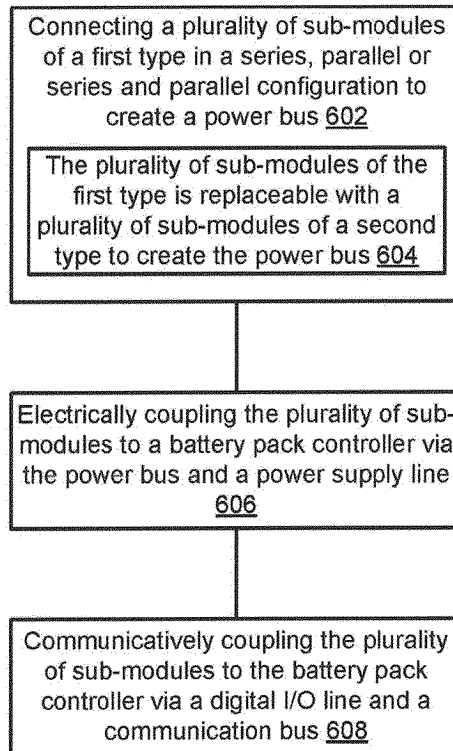 Connecting a plurality of sub-modules
of a first type in a series, parallel or
series and parallel configuration to
create a power bus 602
The plurality of sub-modules of the
first type is replaceable with a
plurality of sub-modules of a second
type to create the power bus 604
Electrically coupling the plurality of sub-
modules to a battery pack controller via
the power bus and a power supply line
606
Communicatively coupling the plurality
of sub-modules to the battery pack
controller via a digital I/O line and a
communication bus 608